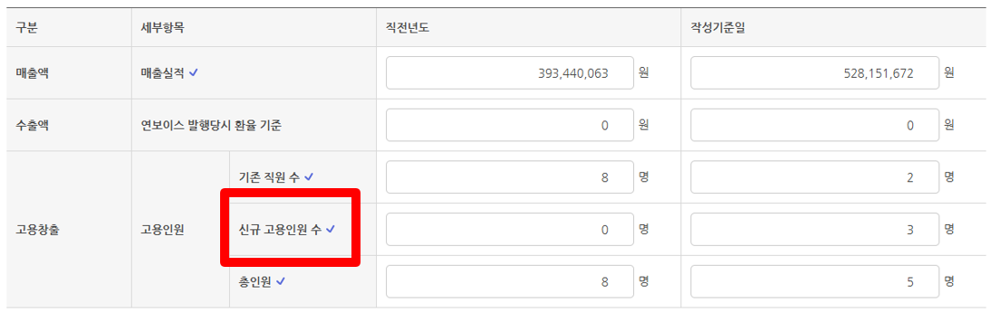 구분 세부항목 직전년도 작성기준일
매출액 매출실적 393,440,063 원 528,151,672 원
수출액 연보이스 발행당시 환율 기준 0 원 0 원
기존 직원 수 8 명 2 명
고용창출 고용인원 신규 고용인원 수 0 명 3 명
총인원 8 명 5 명